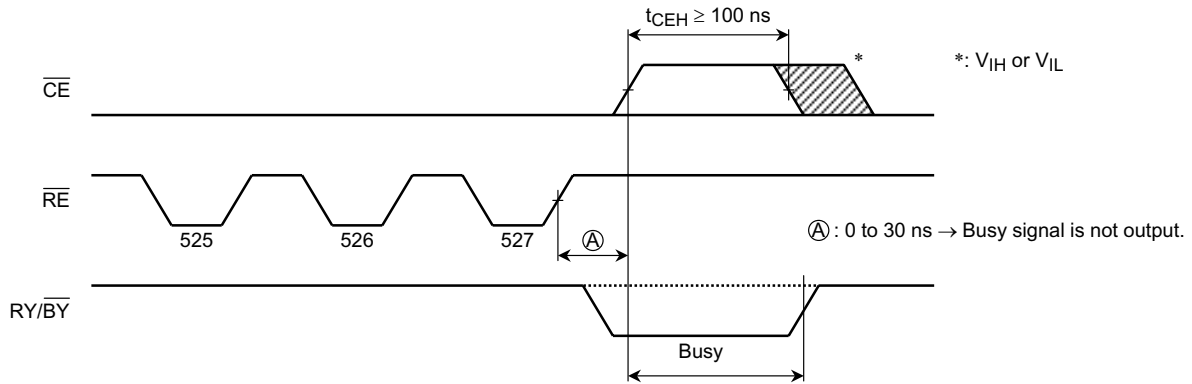 tCEH ≥ 100 ns
CE
*
*: VIH or VIL
RE
525
526
527
A
A : 0 to 30 ns → Busy signal is not output.
RY/BY
Busy